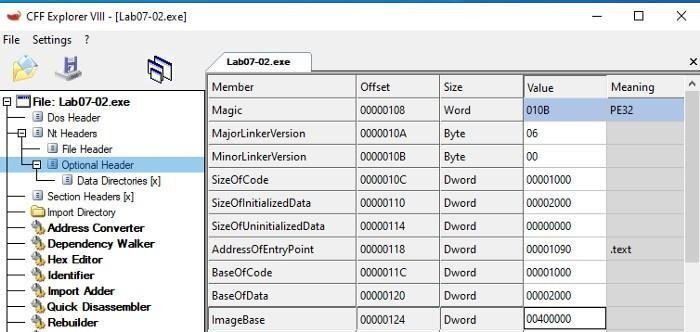 CFF Explorer VIII - [Lab07-02.exe]
File Settings ?
Lab07-02.exe
File: Lab07-02.exe
Dos Header
Nt Headers
File Header
Optional Header
Data Directories [x]
Section Headers [x]
Import Directory
Address Converter
Dependency Walker
Hex Editor
Identifier
Import Adder
Quick Disassembler
Rebuilder
Member Offset Size Value Meaning
Magic 00000108 Word 010B PE32
MajorLinkerVersion 0000010A Byte 06
MinorLinkerVersion 0000010B Byte 00
SizeOfCode 0000010C Dword 00001000
SizeOfInitializedData 00000110 Dword 00002000
SizeOfUninitializedData 00000114 Dword 00000000
AddressOfEntryPoint 00000118 Dword 00001090 .text
BaseOfCode 0000011C Dword 00001000
BaseOfData 00000120 Dword 00002000
ImageBase 00000124 Dword 00400000